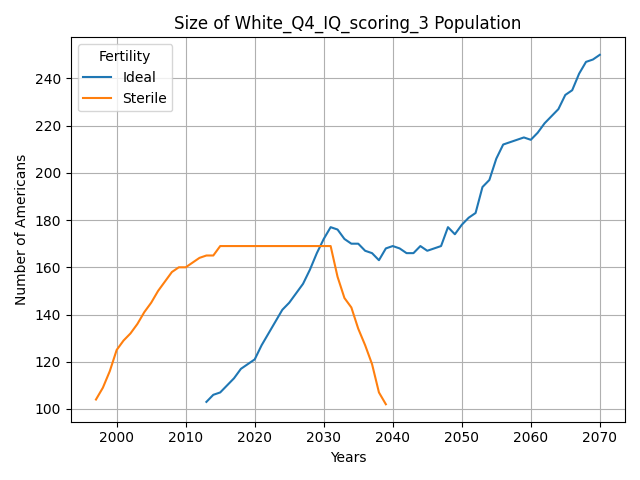 Size of White_Q4_IQ_scoring_3 Population
Fertility
Ideal
Sterile
Number of Americans
240
220
200
180
160
140
120
100
2000 2010 2020 2030 2040 2050 2060 2070
Years